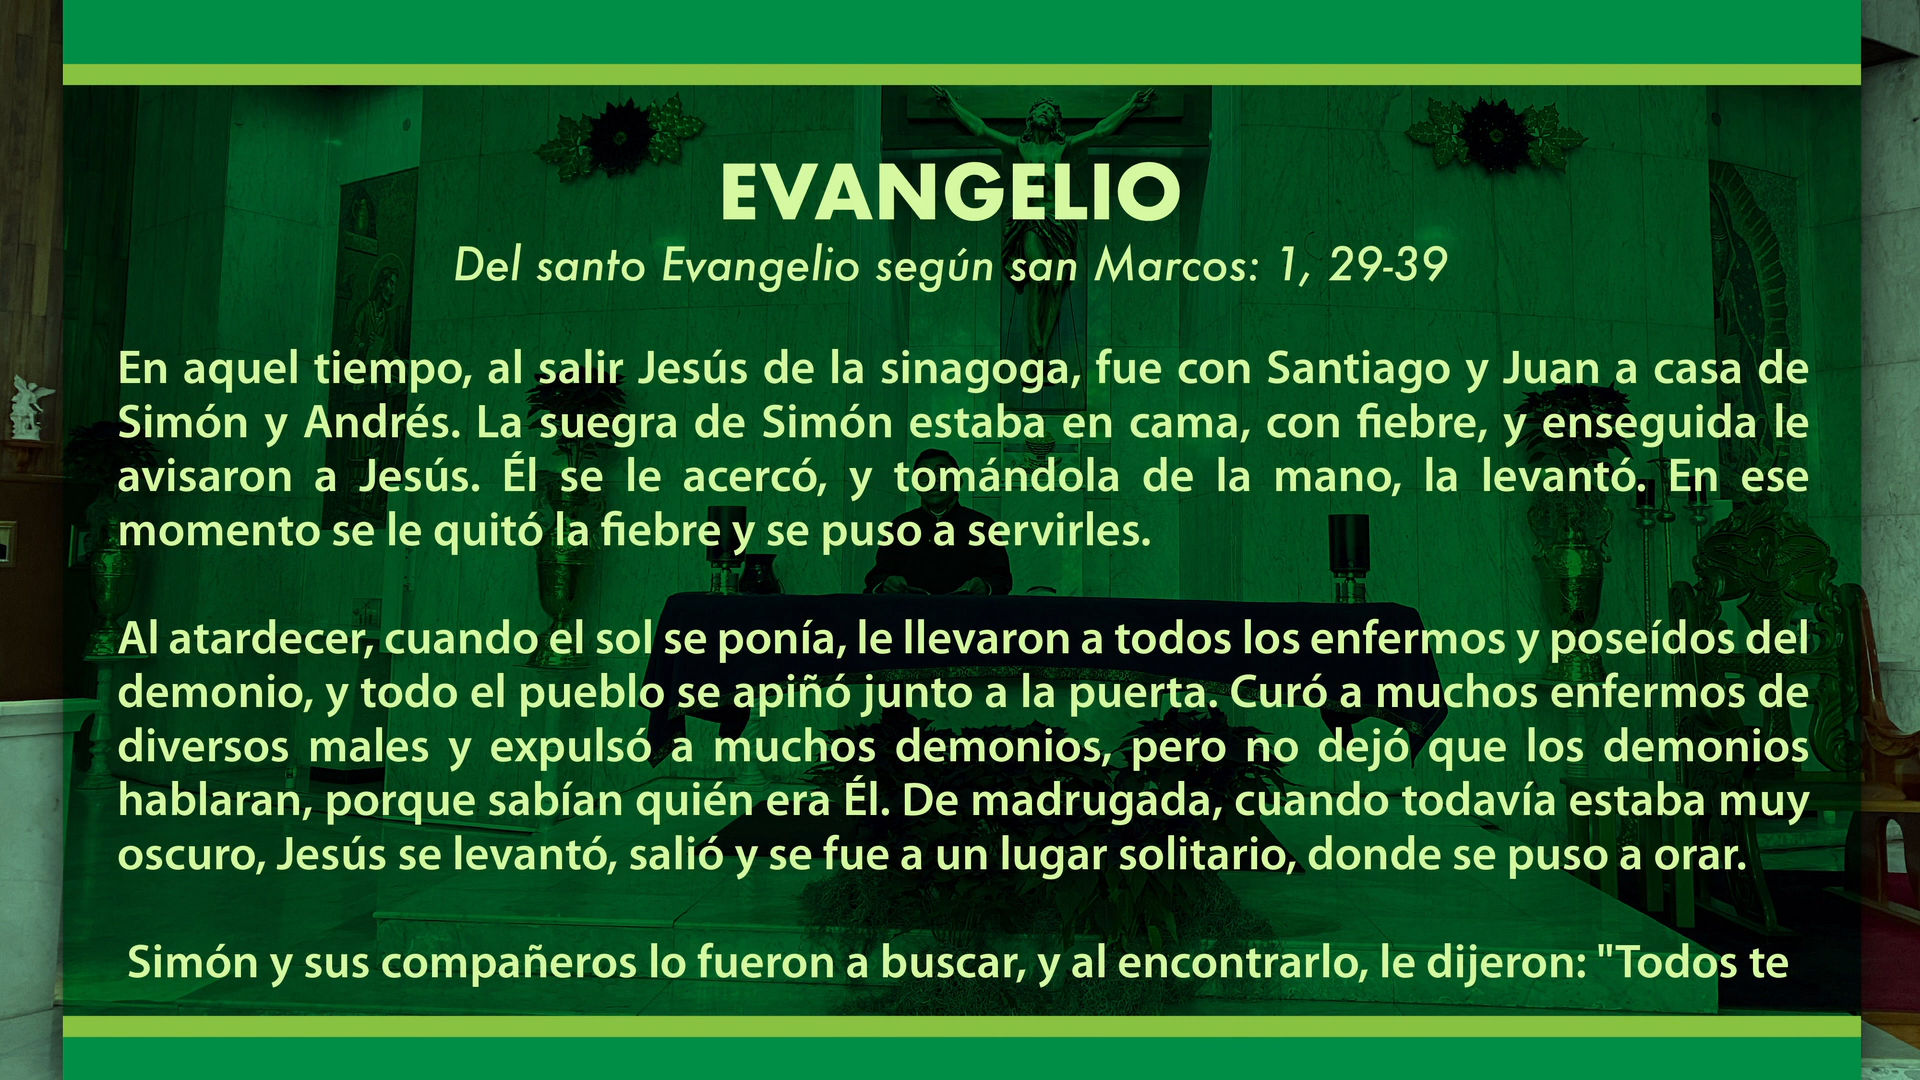 EVANGELIO
Del santo Evangelio según san Marcos: 1, 29-39
En aquel tiempo, al salir Jesús de la sinagoga, fue con Santiago y Juan a casa de
Simón y Andrés. La suegra de Simón estaba en cama, con fiebre, y enseguida le
avisaron a Jesús. Él se le acercó, y tomándola de la mano, la levantó. En ese
momento se le quitó la fiebre y se puso a servirles.
Al atardecer, cuando el sol se ponía, le llevaron a todos los enfermos y poseídos del
demonio, y todo el pueblo se apiñó junto a la puerta. Curó a muchos enfermos de
diversos males y expulsó a muchos demonios, pero no dejó que los demonios
hablaran, porque sabían quién era Él. De madrugada, cuando todavía estaba muy
oscuro, Jesús se levantó, salió y se fue a un lugar solitario, donde se puso a orar.
Simón y sus compañeros lo fueron a buscar, y al encontrarlo, le dijeron: "Todos te